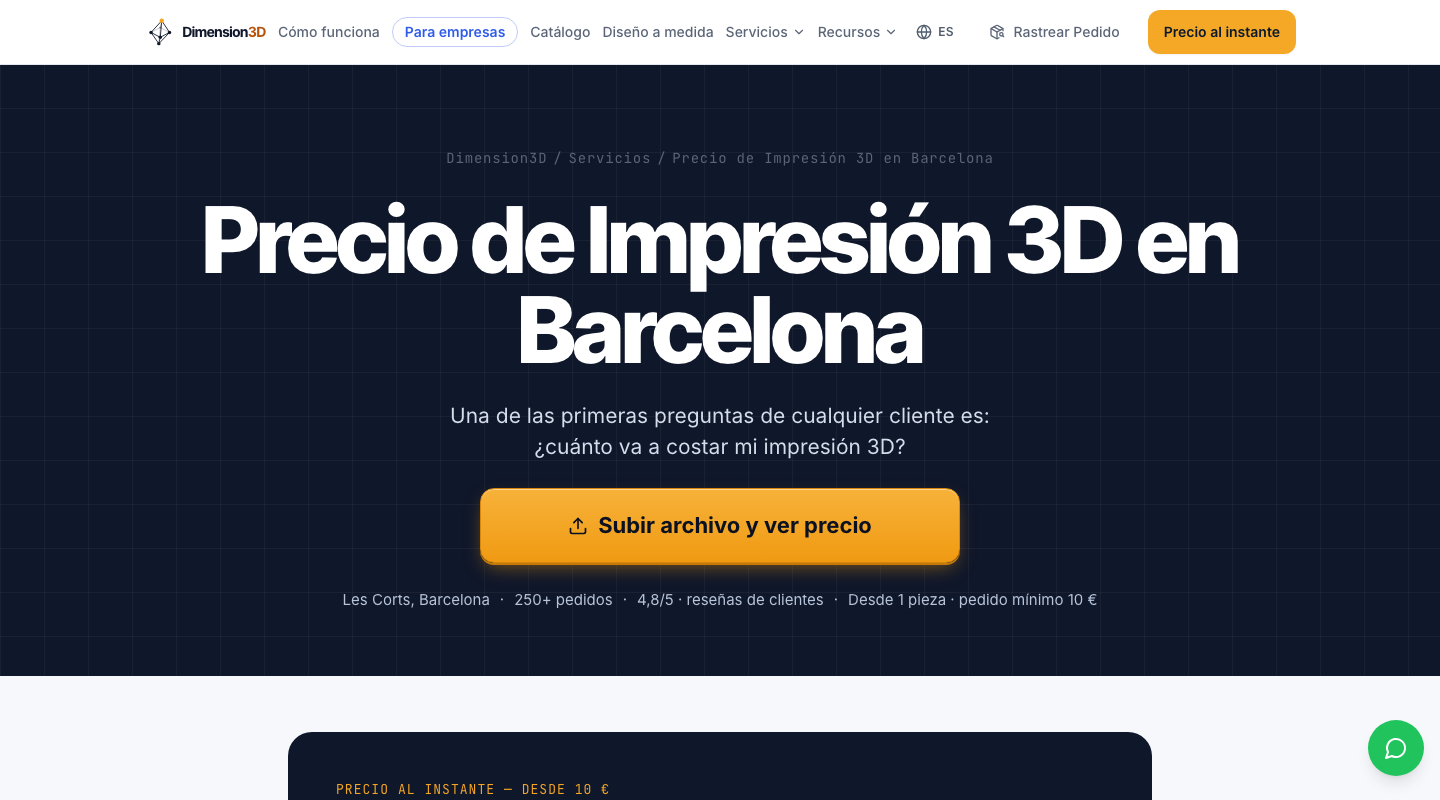 Dimension3D Cómo funciona Para empresas Catálogo Diseño a medida Servicios Recursos ES Rastrear Pedido Precio al instante
Dimension3D / Servicios / Precio de Impresión 3D en Barcelona
Precio de Impresión 3D en
Barcelona
Una de las primeras preguntas de cualquier cliente es:
¿cuánto va a costar mi impresión 3D?
Subir archivo y ver precio
Les Corts, Barcelona · 250+ pedidos · 4,8/5 · reseñas de clientes · Desde 1 pieza · pedido mínimo 10 €
PRECIO AL INSTANTE — DESDE 10 €